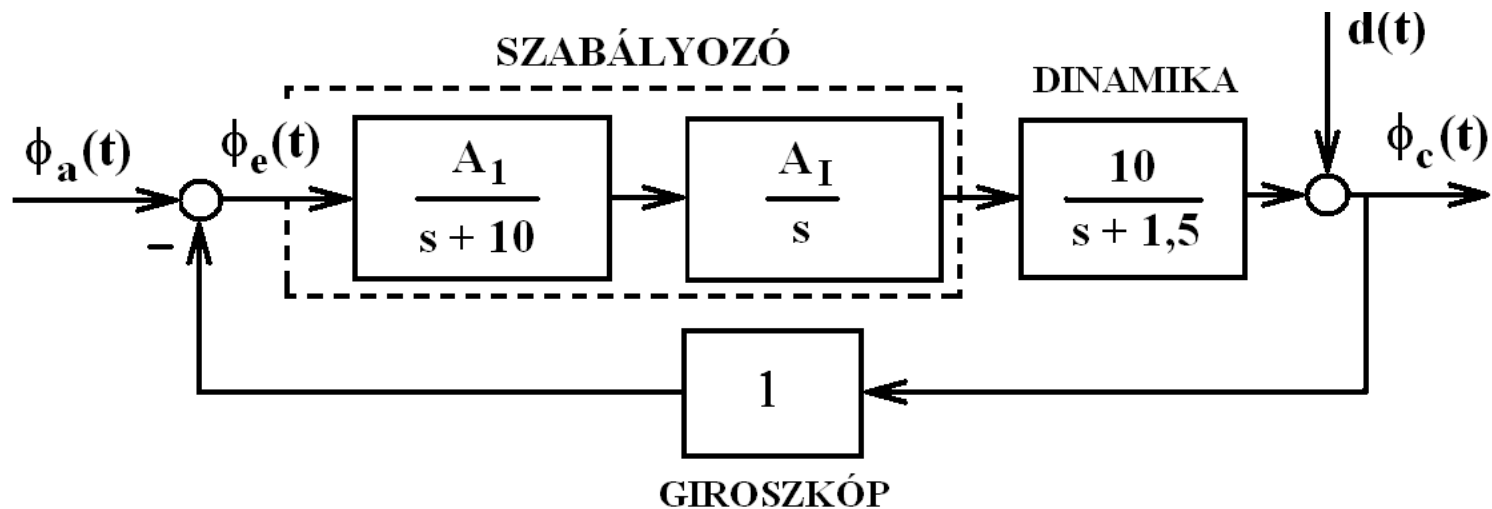 SZABÁLYOZÓ
d(t)
DINAMIKA
ϕa(t)
ϕe(t)
A1
s + 10
AI
s
10
s + 1,5
ϕc(t)
−
1
GIROSZKÓP